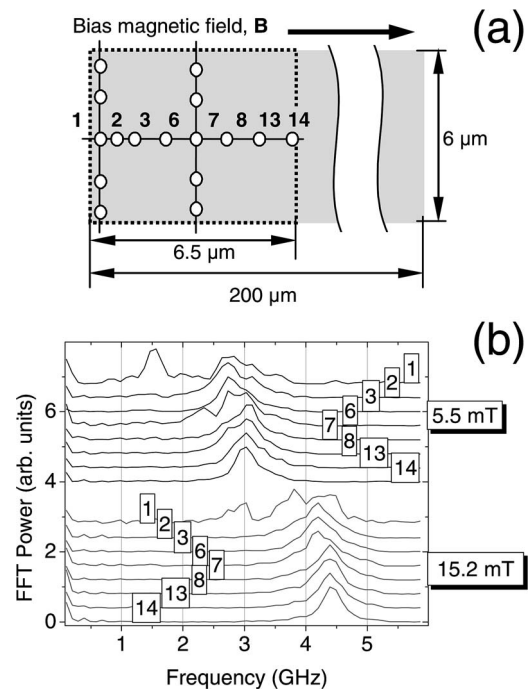 Bias magnetic field, B
(a)
1 2 3 6 7 8 13 14
6 µm
6.5 µm
200 µm
(b)
1
2
3
6
7
8
13
14
5.5 mT
1
2
3
6
7
8
13
14
15.2 mT
6
4
2
0
FFT Power (arb. units)
1 2 3 4 5
Frequency (GHz)